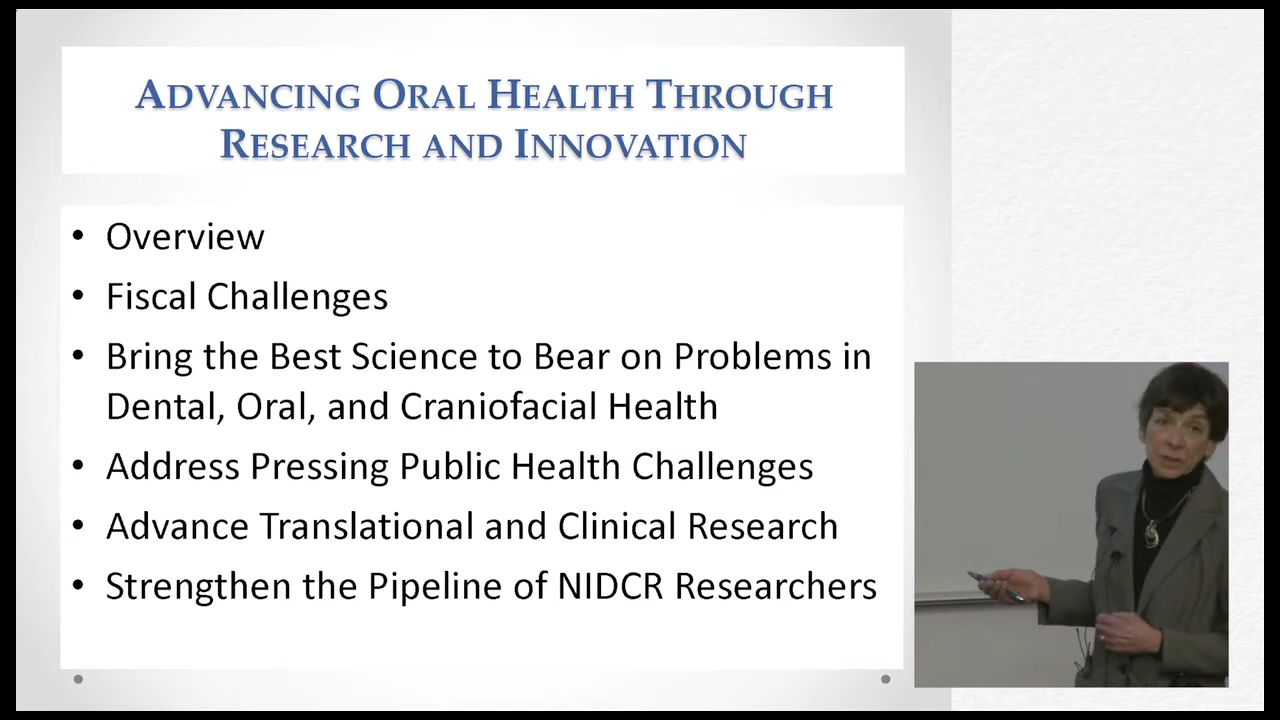 ADVANCING ORAL HEALTH THROUGH
RESEARCH AND INNOVATION
• Overview
• Fiscal Challenges
• Bring the Best Science to Bear on Problems in
Dental, Oral, and Craniofacial Health
• Address Pressing Public Health Challenges
• Advance Translational and Clinical Research
• Strengthen the Pipeline of NIDCR Researchers